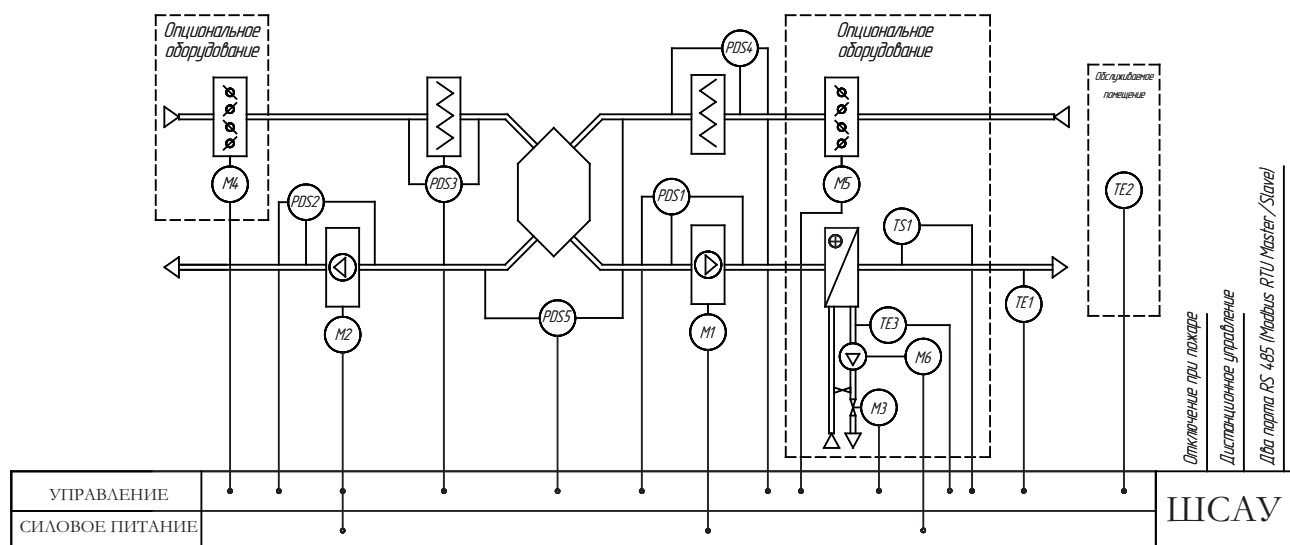 Опциональное
оборудование
Опциональное
оборудование
PDS4
Обслуживаемое
помещение
M4
PDS3
M5
TE2
PDS2
PDS1
TS1
TE1
M2
PDS5
M1
TE3
M6
M3
Отключение при пожаре
Дистанционное управление
Два порта RS 485 (Modbus RTU Master/Slave)
УПРАВЛЕНИЕ
СИЛОВОЕ ПИТАНИЕ
ШСАУ